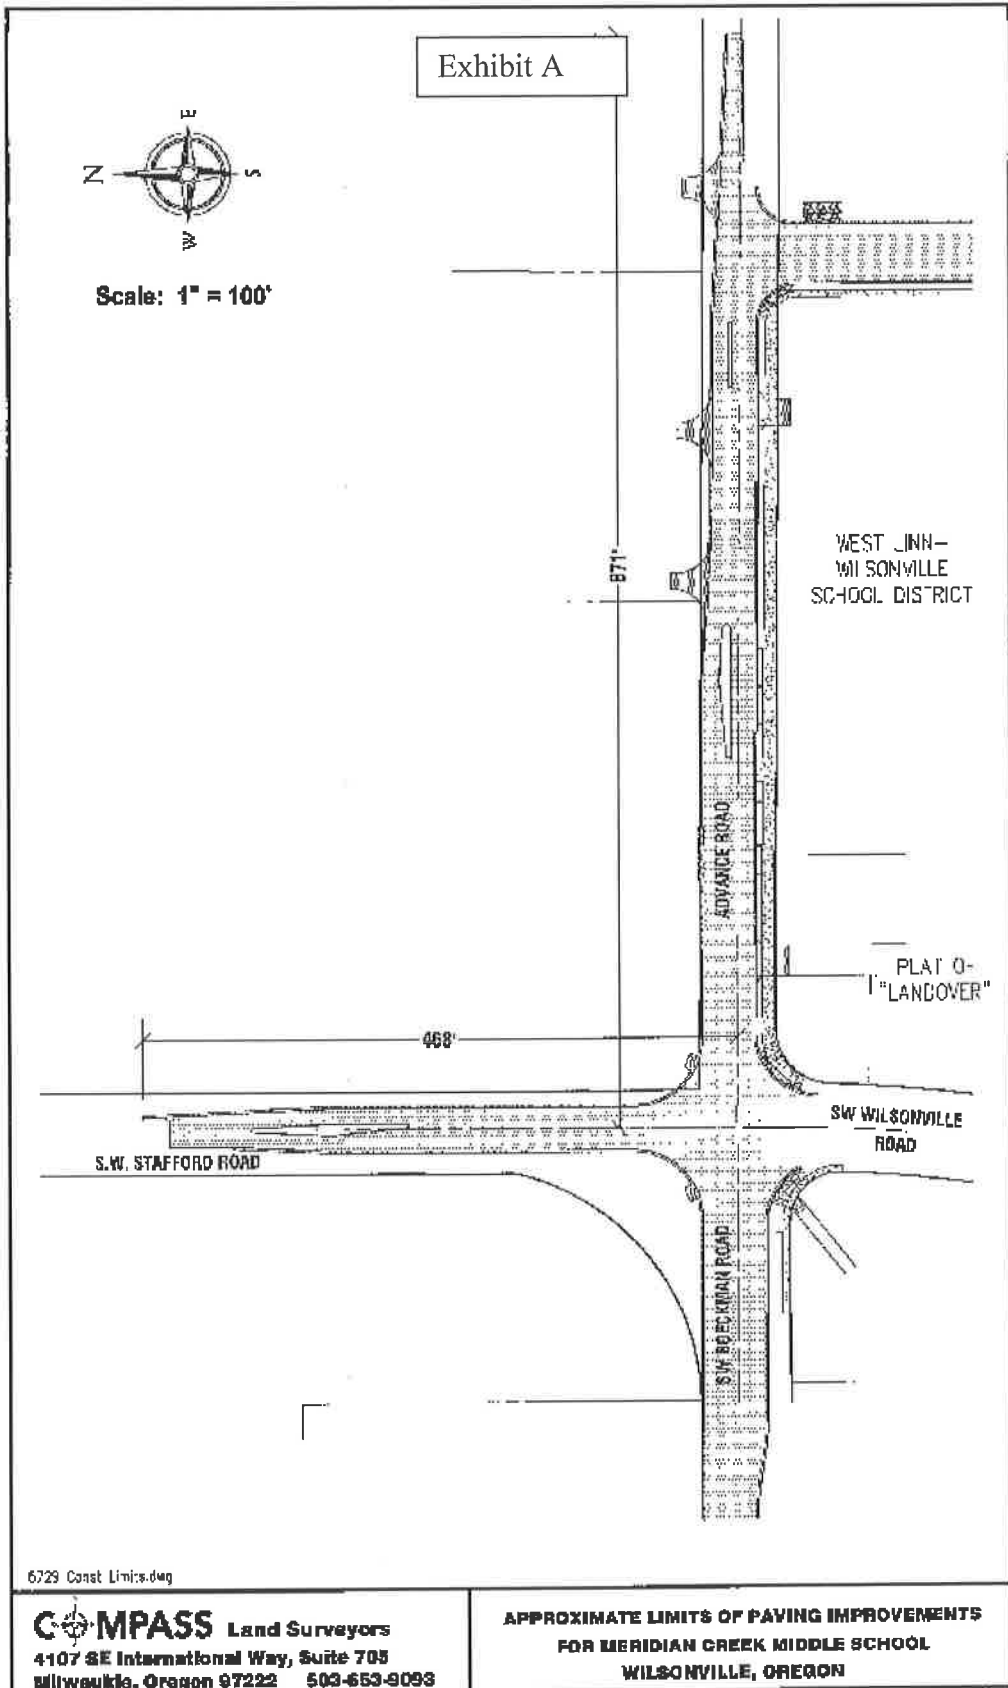 Exhibit A
E
N
S
W
Scale: 1" = 100'
871'
WEST LINN-
WILSONVILLE
SCHOOL DISTRICT
ADVANCE ROAD
PLAT O-
"LANDOVER"
468'
SW WILSONVILLE
ROAD
S.W. STAFFORD ROAD
SW BOECKMAN ROAD
6729 Const Limits.dwg
COMPASS Land Surveyors
4107 SE International Way, Suite 705
Milwaukie, Oregon 97222 503-653-9093
APPROXIMATE LIMITS OF PAVING IMPROVEMENTS
FOR MERIDIAN CREEK MIDDLE SCHOOL
WILSONVILLE, OREGON